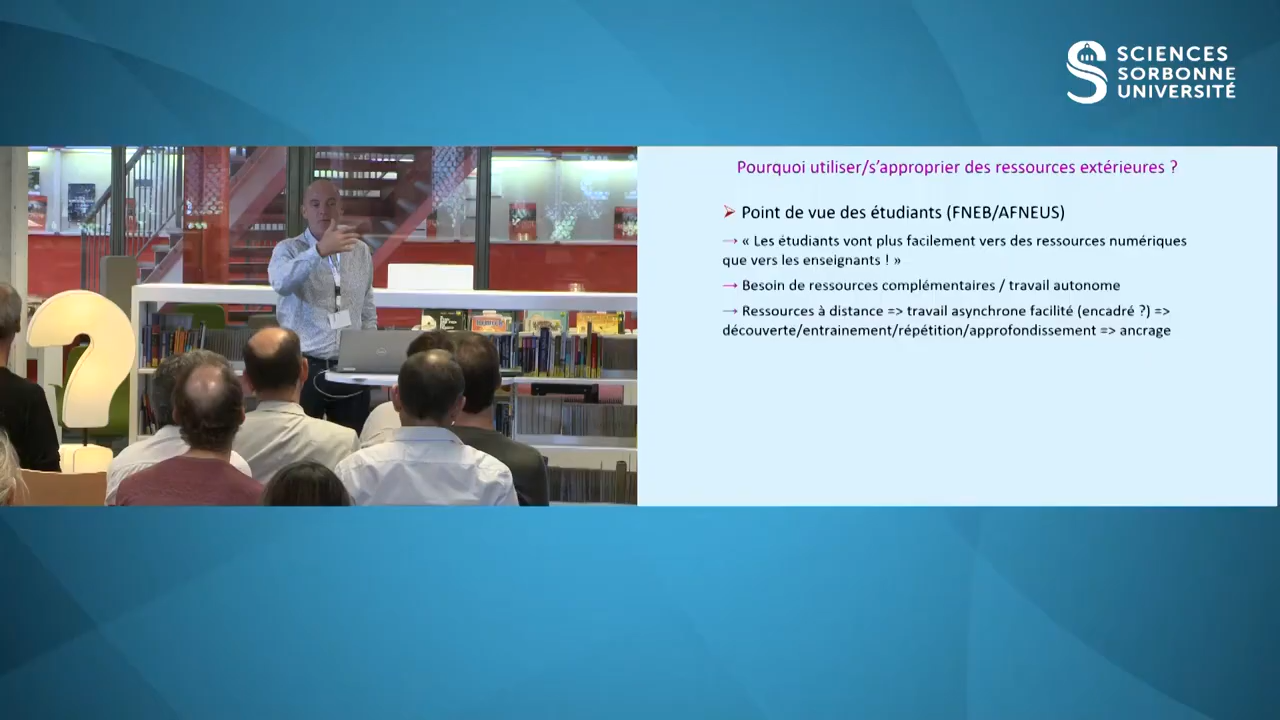 SCIENCES
SORBONNE
UNIVERSITÉ
Pourquoi utiliser/s'approprier des ressources extérieures ?
➢ Point de vue des étudiants (FNEB/AFNEUS)
→ « Les étudiants vont plus facilement vers des ressources numériques
que vers les enseignants ! »
→ Besoin de ressources complémentaires / travail autonome
→ Ressources à distance => travail asynchrone facilité (encadré ?) =>
découverte/entrainement/répétition/approfondissement => ancrage
?